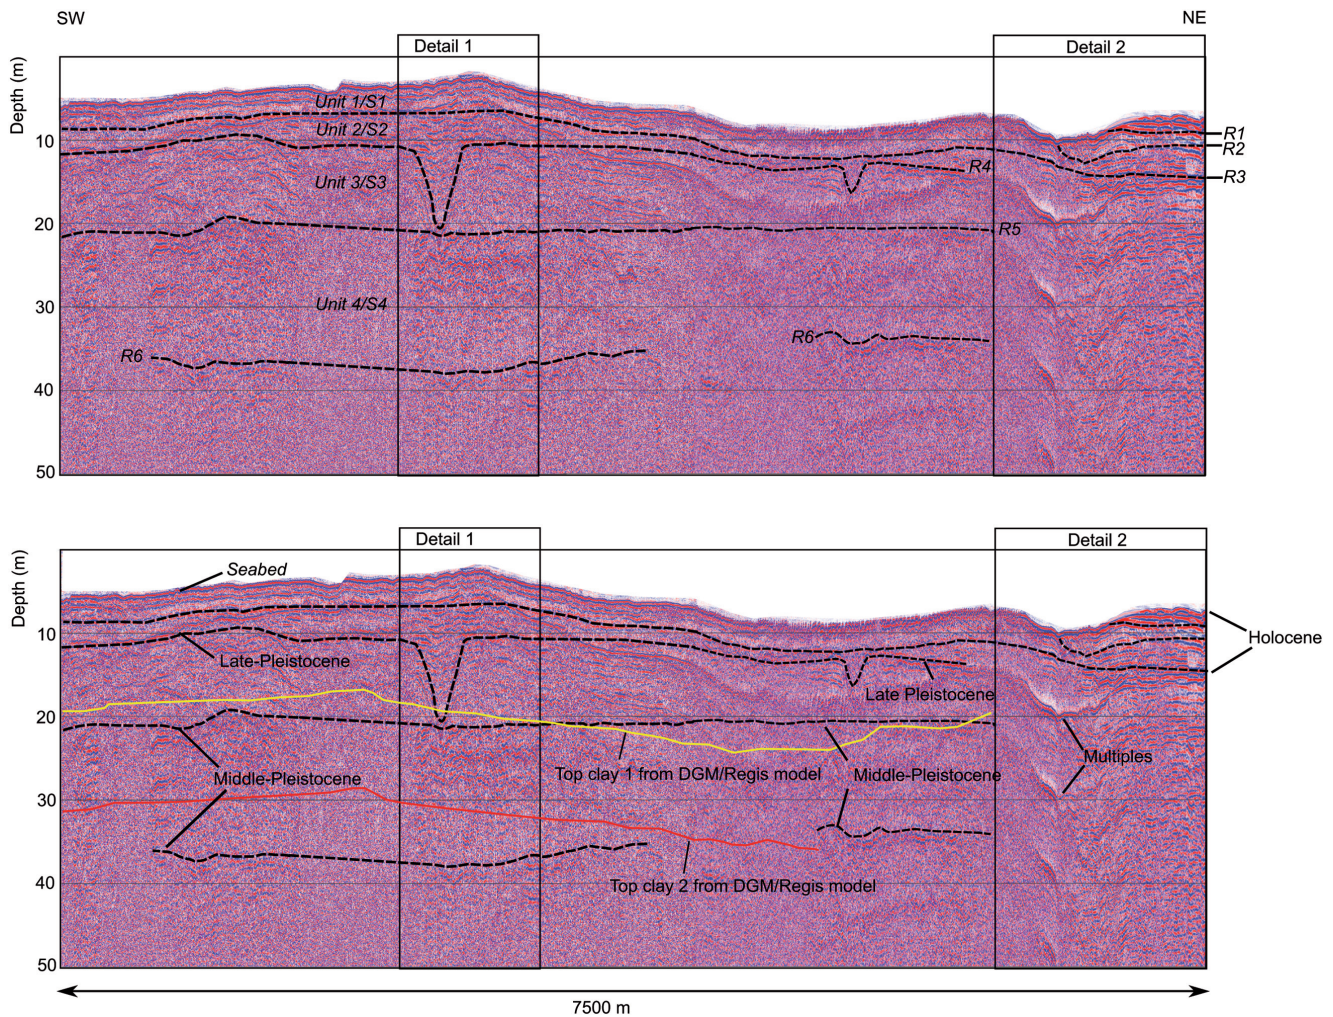 SW
NE
Detail 1
Detail 2
Depth (m)
Unit 1/S1
10
Unit 2/S2
R1
R2
R4
R3
Unit 3/S3
20
R5
30
Unit 4/S4
R6
R6
40
50
Detail 1
Detail 2
Depth (m)
Seabed
10
Holocene
Late-Pleistocene
Late Pleistocene
20
Multiples
Top clay 1 from DGM/Regis model
Middle-Pleistocene
Middle-Pleistocene
30
40
Top clay 2 from DGM/Regis model
50
7500 m